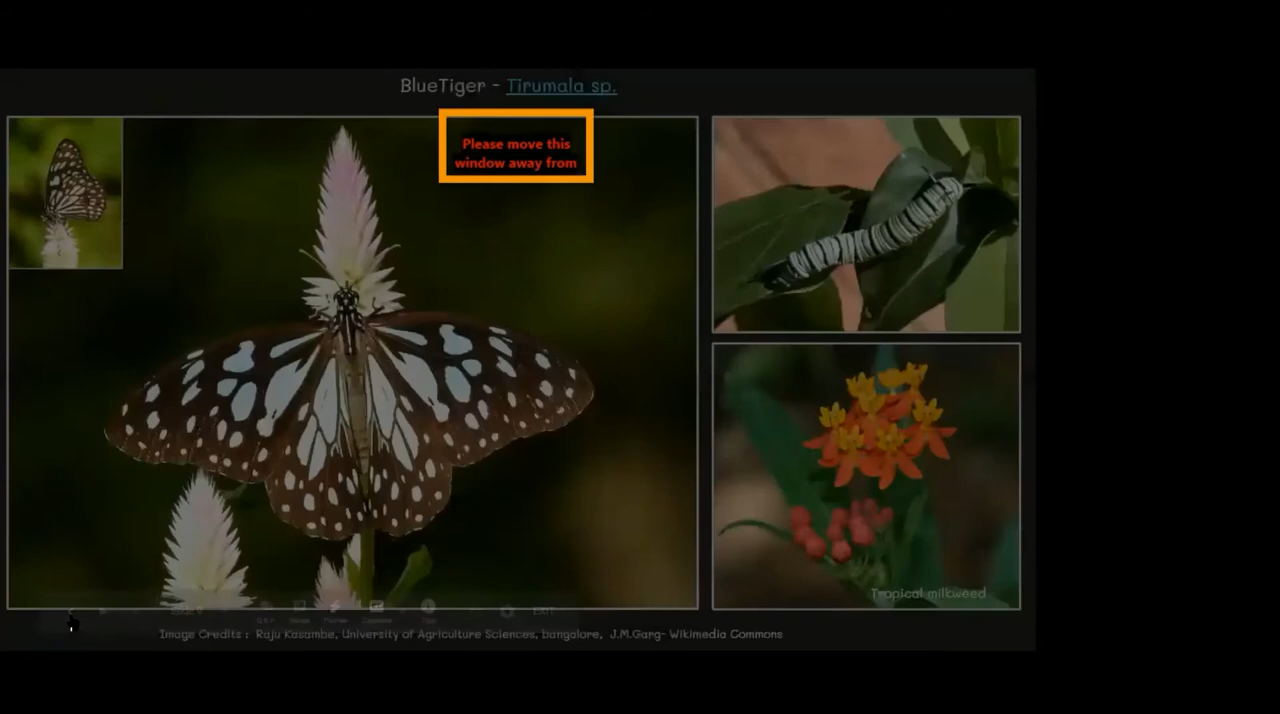 BlueTiger - Tirumala sp.
Please move this
window away from
Tropical milkweed
EXIT
Image Credits : Raju Kasambe, University of Agriculture Sciences, bangalore, J.M.Garg- Wikimedia Commons